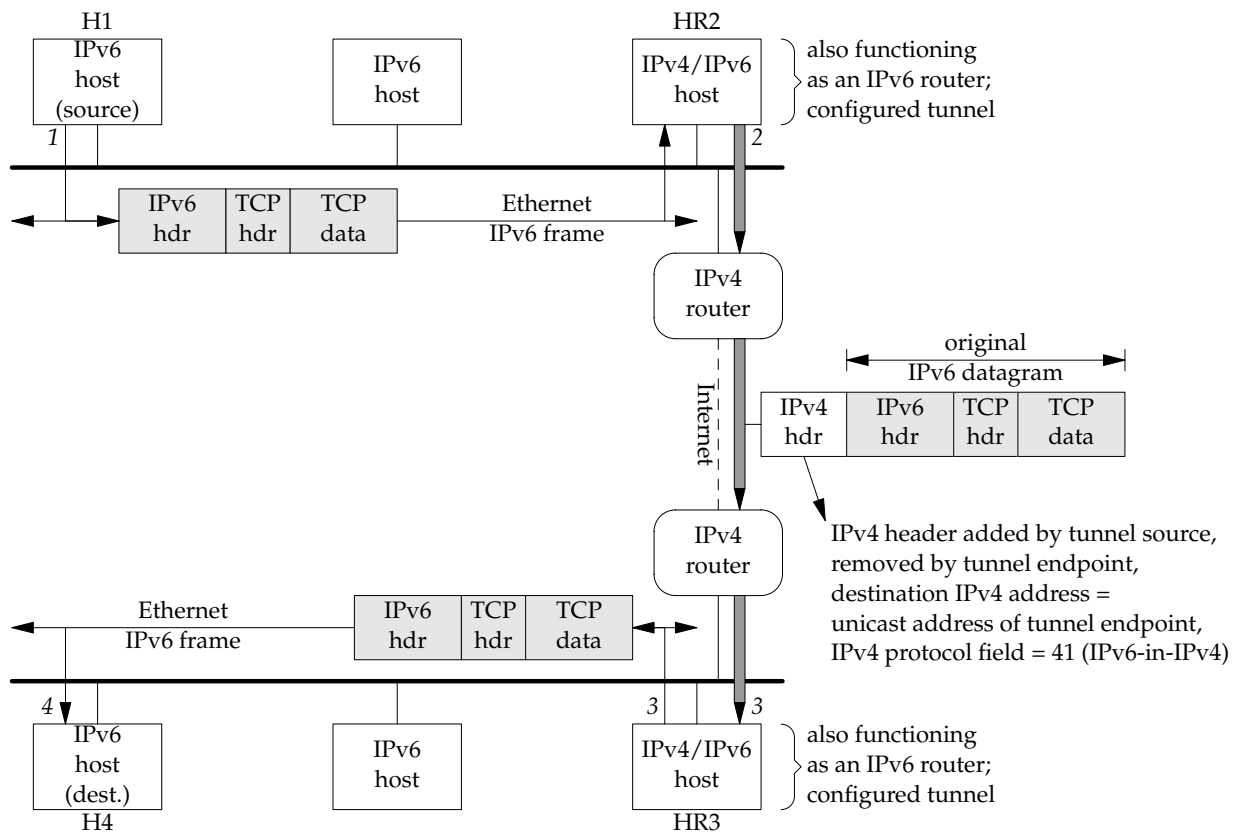 H1
HR2
IPv6
host
(source)
IPv6
host
IPv4/IPv6
host
also functioning
as an IPv6 router;
configured tunnel
1
2
IPv6
hdr
TCP
hdr
TCP
data
Ethernet
IPv6 frame
IPv4
router
original
IPv6 datagram
Internet
IPv4
hdr
IPv6
hdr
TCP
hdr
TCP
data
IPv4
router
IPv4 header added by tunnel source,
removed by tunnel endpoint,
destination IPv4 address =
unicast address of tunnel endpoint,
IPv4 protocol field = 41 (IPv6-in-IPv4)
Ethernet
IPv6 frame
IPv6
hdr
TCP
hdr
TCP
data
4
3
3
IPv6
host
(dest.)
IPv6
host
IPv4/IPv6
host
also functioning
as an IPv6 router;
configured tunnel
H4
HR3